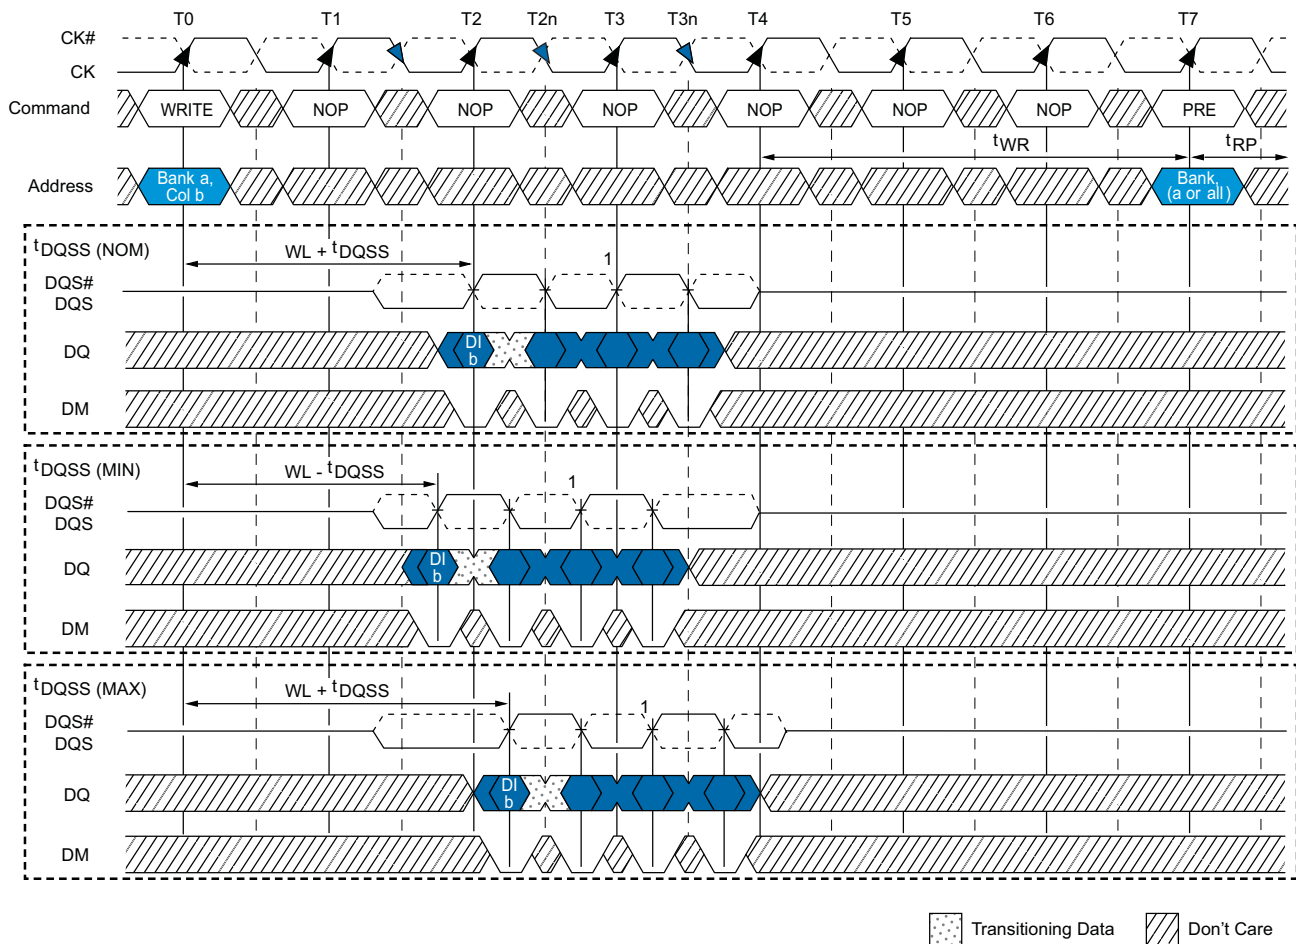 T0 T1 T2 T2n T3 T3n T4 T5 T6 T7
CK#
CK
Command WRITE NOP NOP NOP NOP NOP NOP PRE
tWR tRP
Address Bank a, Col b Bank, (a or all)
tDQSS (NOM) WL + tDQSS 1
DQS#
DQS
DQ DI b
DM
tDQSS (MIN) WL - tDQSS 1
DQS#
DQS
DQ DI b
DM
tDQSS (MAX) WL + tDQSS 1
DQS#
DQS
DQ DI b
DM
Transitioning Data Don't Care